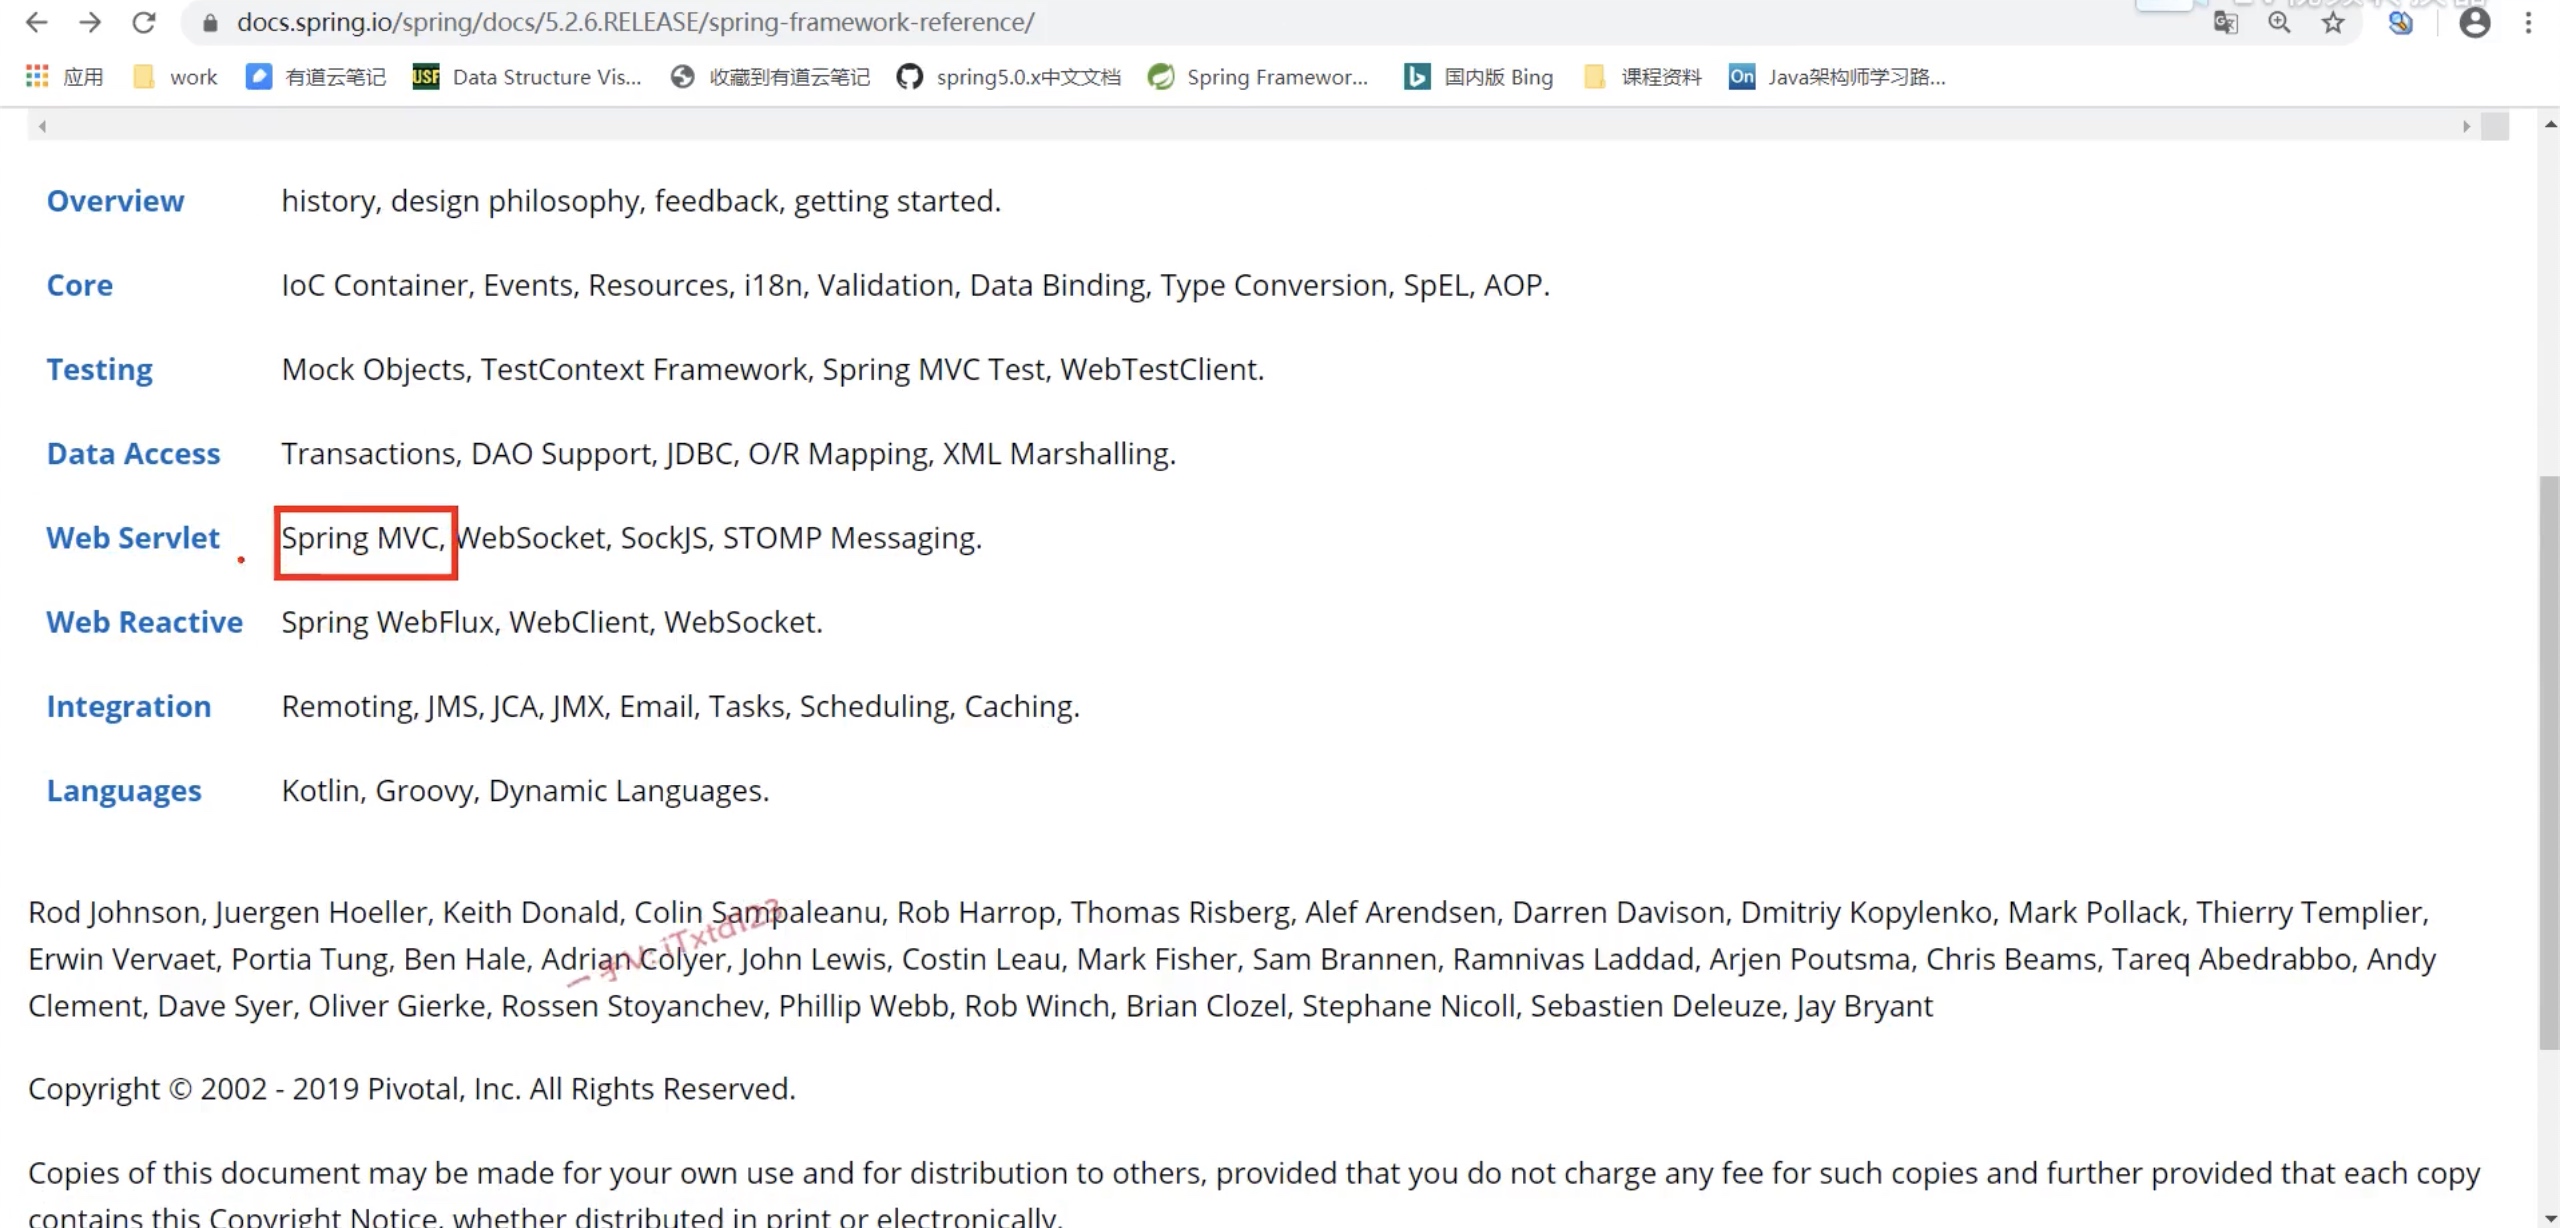 docs.spring.io/spring/docs/5.2.6.RELEASE/spring-framework-reference/
应用 work 有道云笔记 USF Data Structure Vis... 收藏到有道云笔记 spring5.0.x中文文档 Spring Framewor... 国内版 Bing 课程资料 On Java架构师学习路...
Overview history, design philosophy, feedback, getting started.
Core IoC Container, Events, Resources, i18n, Validation, Data Binding, Type Conversion, SpEL, AOP.
Testing Mock Objects, TestContext Framework, Spring MVC Test, WebTestClient.
Data Access Transactions, DAO Support, JDBC, O/R Mapping, XML Marshalling.
Web Servlet Spring MVC, WebSocket, SockJS, STOMP Messaging.
Web Reactive Spring WebFlux, WebClient, WebSocket.
Integration Remoting, JMS, JCA, JMX, Email, Tasks, Scheduling, Caching.
Languages Kotlin, Groovy, Dynamic Languages.
Rod Johnson, Juergen Hoeller, Keith Donald, Colin Sampaleanu, Rob Harrop, Thomas Risberg, Alef Arendsen, Darren Davison, Dmitriy Kopylenko, Mark Pollack, Thierry Templier,
Erwin Vervaet, Portia Tung, Ben Hale, Adrian Colyer, John Lewis, Costin Leau, Mark Fisher, Sam Brannen, Ramnivas Laddad, Arjen Poutsma, Chris Beams, Tareq Abedrabbo, Andy
Clement, Dave Syer, Oliver Gierke, Rossen Stoyanchev, Phillip Webb, Rob Winch, Brian Clozel, Stephane Nicoll, Sebastien Deleuze, Jay Bryant
Copyright © 2002 - 2019 Pivotal, Inc. All Rights Reserved.
Copies of this document may be made for your own use and for distribution to others, provided that you do not charge any fee for such copies and further provided that each copy
contains this Copyright Notice, whether distributed in print or electronically.